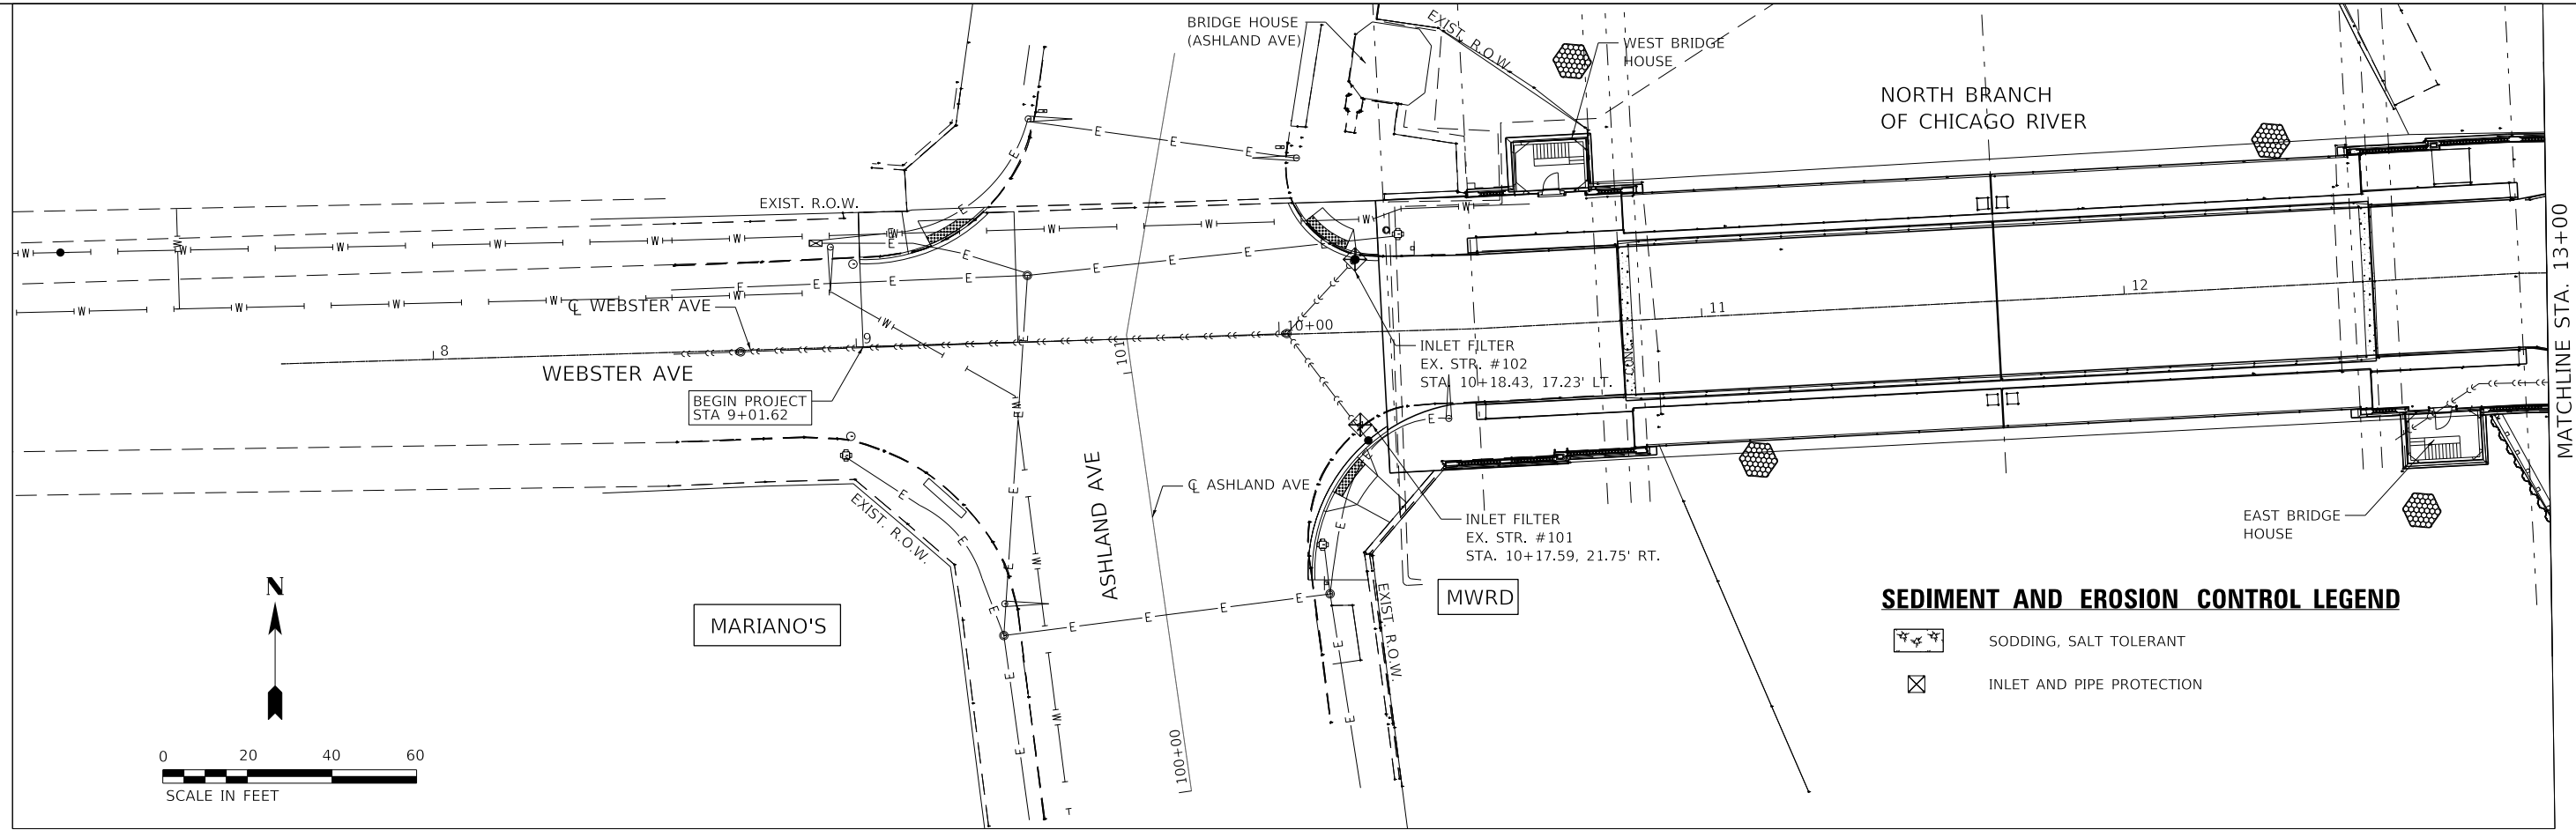 BRIDGE HOUSE
(ASHLAND AVE)
EXIST. R.O.W.
WEST BRIDGE
HOUSE
NORTH BRANCH
OF CHICAGO RIVER
EXIST. R.O.W.
℄ WEBSTER AVE
8
9
10+00
11
12
101
WEBSTER AVE
BEGIN PROJECT
STA 9+01.62
INLET FILTER
EX. STR. #102
STA. 10+18.43, 17.23' LT.
CONC.
MATCHLINE STA. 13+00
EXIST. R.O.W.
ASHLAND AVE
℄ ASHLAND AVE
INLET FILTER
EX. STR. #101
STA. 10+17.59, 21.75' RT.
EAST BRIDGE
HOUSE
MARIANO'S
MWRD
EXIST. R.O.W.
100+00
N
0 20 40 60
SCALE IN FEET
SEDIMENT AND EROSION CONTROL LEGEND
SODDING, SALT TOLERANT
INLET AND PIPE PROTECTION